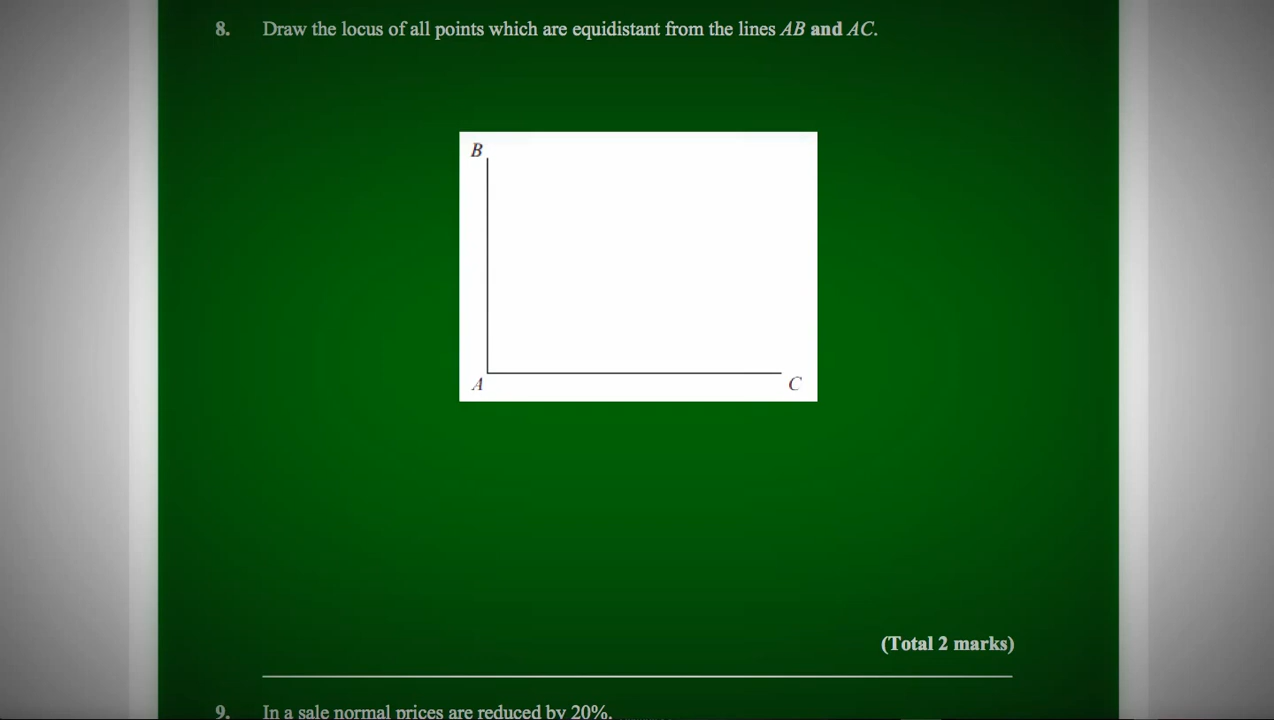 8. Draw the locus of all points which are equidistant from the lines AB and AC.
B
A
C
(Total 2 marks)
9. In a sale normal prices are reduced by 20%.